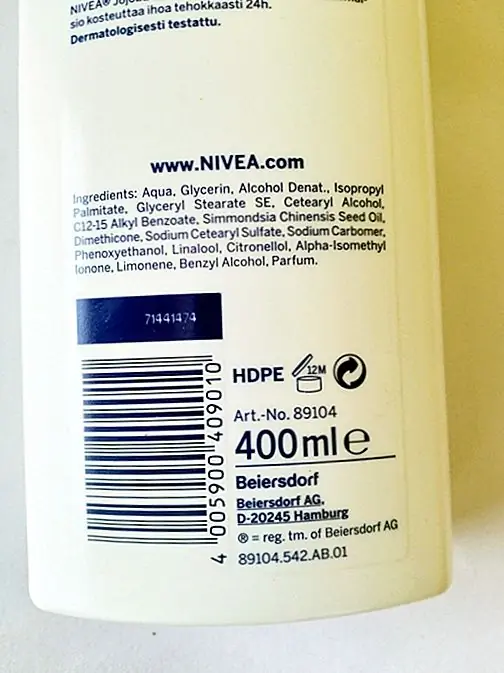 NIVEA®
sio kosteuttaa ihoa tehokkaasti 24h.
Dermatologisesti testattu.
www.NIVEA.com
Ingredients: Aqua, Glycerin, Alcohol Denat., Isopropyl
Palmitate, Glyceryl Stearate SE, Cetearyl Alcohol,
C12-15 Alkyl Benzoate, Simmondsia Chinensis Seed Oil,
Dimethicone, Sodium Cetearyl Sulfate, Sodium Carbomer,
Phenoxyethanol, Linalool, Citronellol, Alpha-Isomethyl
Ionone, Limonene, Benzyl Alcohol, Parfum.
71441474
4 005900 409010
HDPE 12M
Art.-No. 89104
400ml e
Beiersdorf
Beiersdorf AG,
D-20245 Hamburg
® = reg. tm. of Beiersdorf AG
89104.542.AB.01